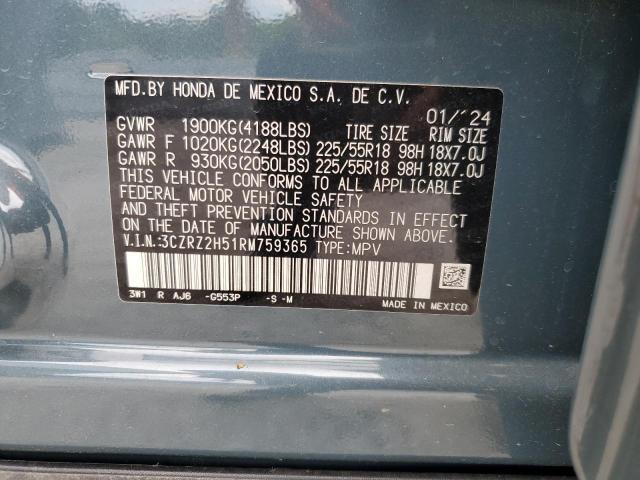 MFD.BY HONDA DE MEXICO S.A. DE C.V.
01/'24
GVWR 1900KG(4188LBS) TIRE SIZE RIM SIZE
GAWR F 1020KG(2248LBS) 225/55R18 98H 18X7.0J
GAWR R 930KG(2050LBS) 225/55R18 98H 18X7.0J
THIS VEHICLE CONFORMS TO ALL APPLICABLE
FEDERAL MOTOR VEHICLE SAFETY
AND THEFT PREVENTION STANDARDS IN EFFECT
ON THE DATE OF MANUFACTURE SHOWN ABOVE.
V.I.N.:3CZRZ2H51RM759365 TYPE:MPV
3W1 R AJ6 -G553P -S -M MADE IN MEXICO